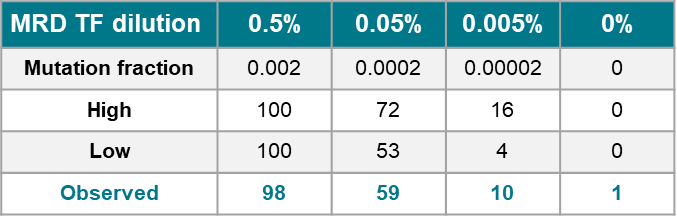 MRD TF dilution 0.5% 0.05% 0.005% 0%
Mutation fraction 0.002 0.0002 0.00002 0
High 100 72 16 0
Low 100 53 4 0
Observed 98 59 10 1